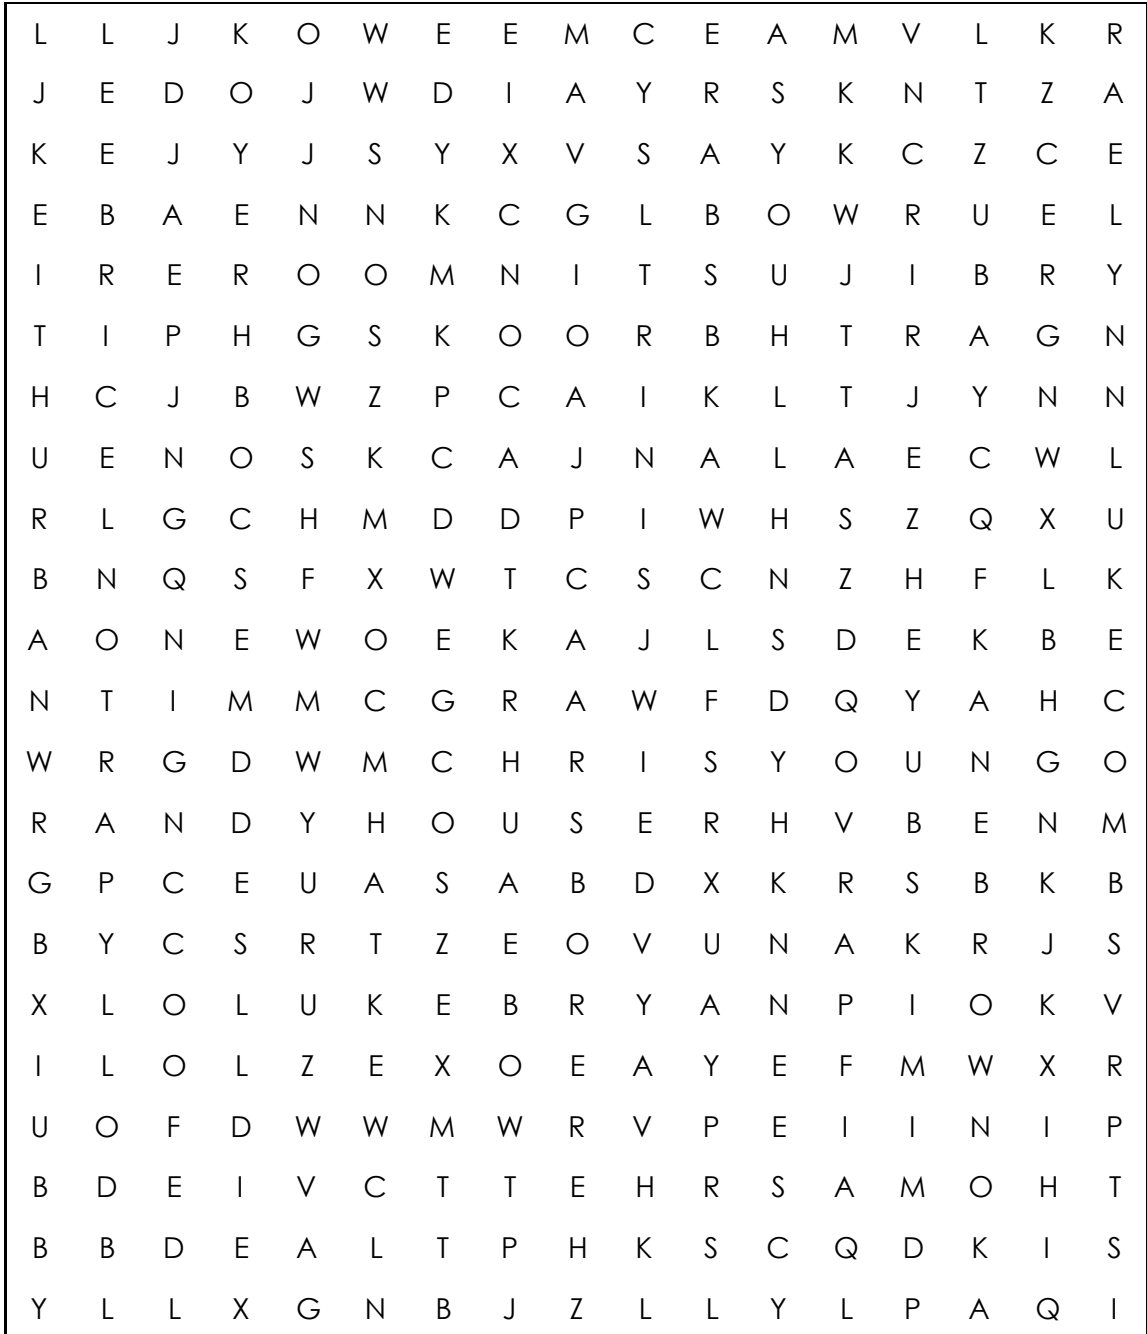 L L J K O W E E M C E A M V L K R
J E D O J W D I A Y R S K N T Z A
K E J Y J S Y X V S A Y K C Z C E
E B A E N N K C G L B O W R U E L
I R E R O O M N I T S U J I B R Y
T I P H G S K O O R B H T R A G N
H C J B W Z P C A I K L T J Y N N
U E N O S K C A J N A L A E C W L
R L G C H M D D P I W H S Z Q X U
B N Q S F X W T C S C N Z H F L K
A O N E W O E K A J L S D E K B E
N T I M M C G R A W F D Q Y A H C
W R G D W M C H R I S Y O U N G O
R A N D Y H O U S E R H V B E N M
G P C E U A S A B D X K R S B K B
B Y C S R T Z E O V U N A K R J S
X L O L U K E B R Y A N P I O K V
I L O L Z E X O E A Y E F M W X R
U O F D W W M W R V P E I I N I P
B D E I V C T T E H R S A M O H T
B B D E A L T P H K S C Q D K I S
Y L L X G N B J Z L L Y L P A Q I